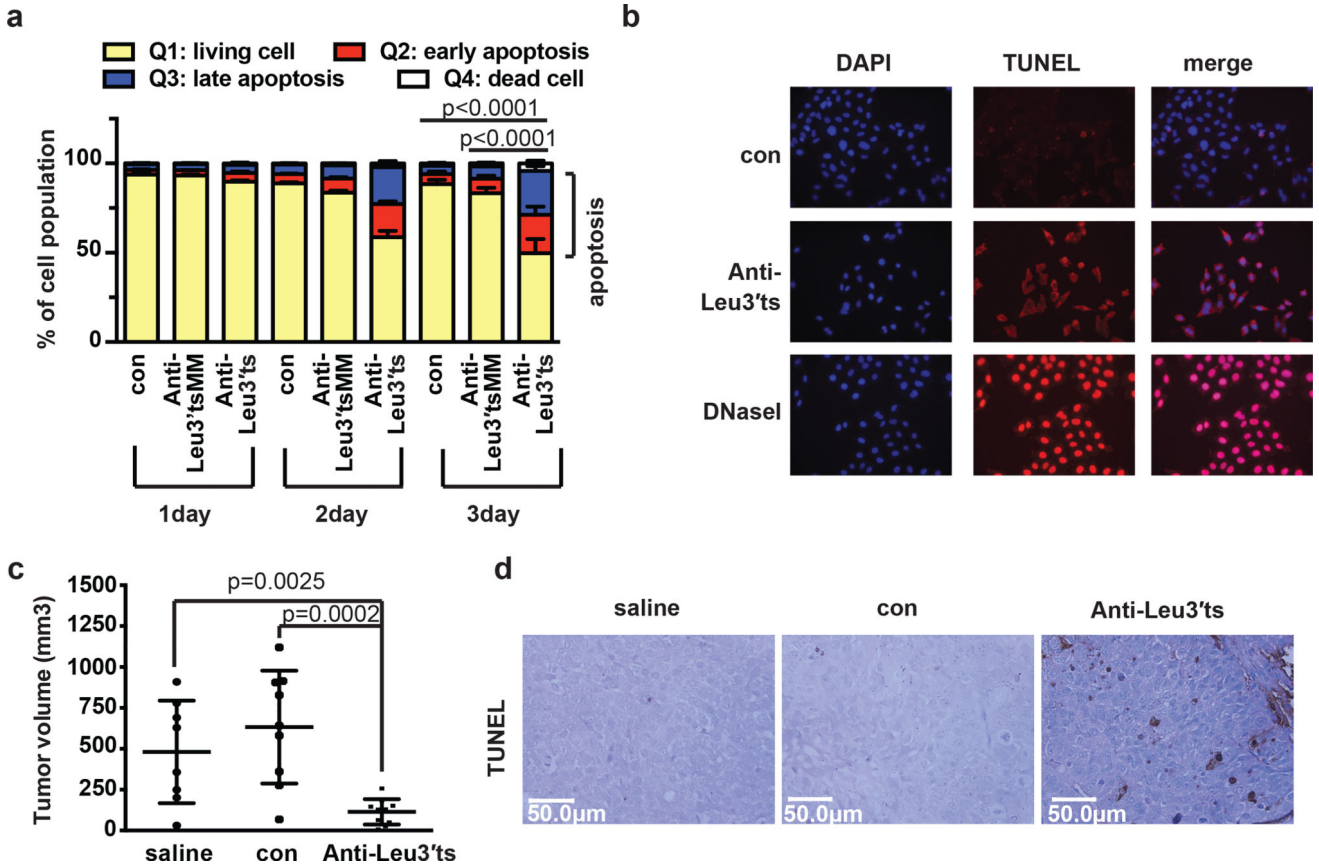 a
Q1: living cell
Q2: early apoptosis
Q3: late apoptosis
Q4: dead cell
p<0.0001
p<0.0001
% of cell population
100
50
0
apoptosis
con
Anti-
Leu3'tsMM
Anti-
Leu3'ts
con
Anti-
Leu3'tsMM
Anti-
Leu3'ts
con
Anti-
Leu3'tsMM
Anti-
Leu3'ts
1day
2day
3day
b
DAPI
TUNEL
merge
con
Anti-
Leu3'ts
DNaseI
c
Tumor volume (mm3)
1500
1250
1000
750
500
250
0
p=0.0025
p=0.0002
saline
con
Anti-Leu3'ts
d
saline
con
Anti-Leu3'ts
TUNEL
50.0µm
50.0µm
50.0µm